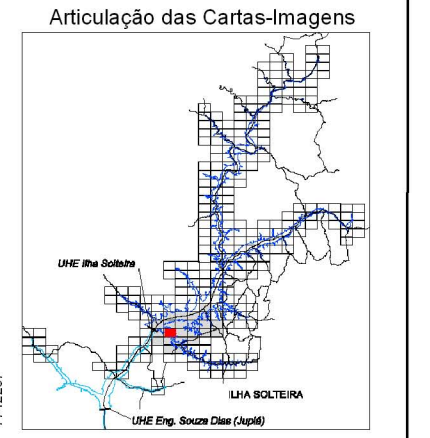 Articulação das Cartas-Imagens
UHE Ilha Solteira
ILHA SOLTEIRA
UHE Eng. Souza Dias (Jupiá)